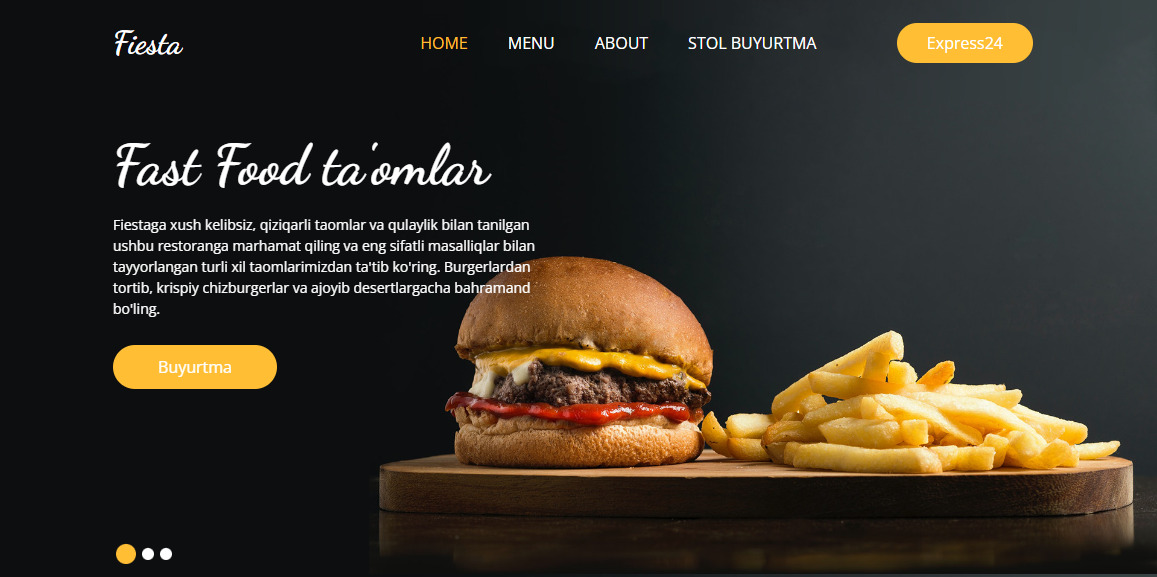 Fiesta
HOME MENU ABOUT STOL BUYURTMA
Express24
Fast Food ta'omlar
Fiestaga xush kelibsiz, qiziqarli taomlar va qulaylik bilan tanilgan
ushbu restoranga marhamat qiling va eng sifatli masalliqlar bilan
tayyorlangan turli xil taomlarimizdan ta'tib ko'ring. Burgerlardan
tortib, krispiy chizburgerlar va ajoyib desertlargacha bahramand
bo'ling.
Buyurtma